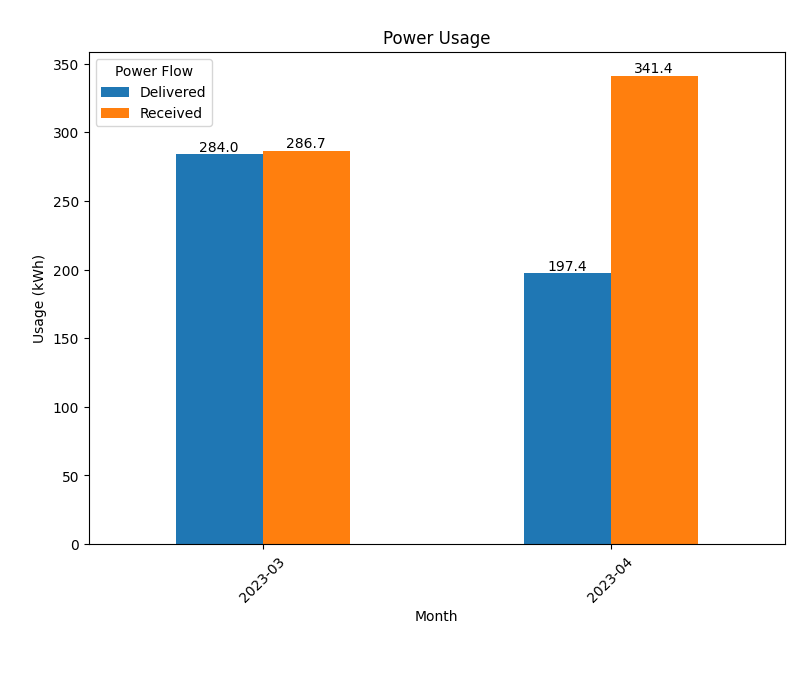 Power Usage
Power Flow
Delivered
Received
350
300
250
200
150
100
50
0
Usage (kWh)
284.0
286.7
197.4
341.4
2023-03
2023-04
Month